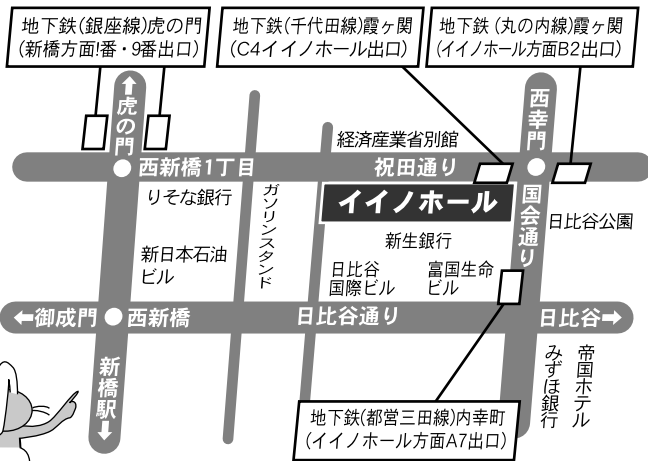 地下鉄(銀座線)虎の門
(新橋方面!番・9番出口)
地下鉄(千代田線)霞ヶ関
(C4イイノホール出口)
地下鉄(丸の内線)霞ヶ関
(イイノホール方面B2出口)
↑虎の門
西幸門
経済産業省別館
西新橋1丁目
祝田通り
りそな銀行
ガソリンスタンド
イイノホール
国会通り
日比谷公園
新生銀行
新日本石油
ビル
日比谷
国際ビル
富国生命
ビル
←御成門
西新橋
日比谷通り
日比谷→
新橋駅↓
帝国ホテル
みずほ銀行
地下鉄(都営三田線)内幸町
(イイノホール方面A7出口)